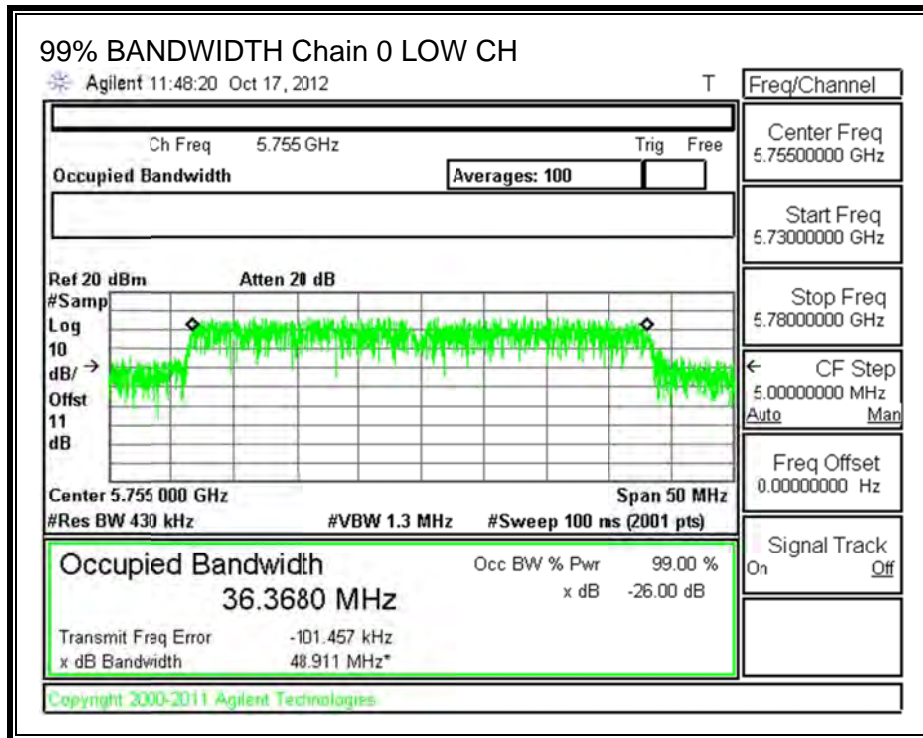 99% BANDWIDTH Chain 0 LOW CH
Agilent 11:48:20 Oct 17, 2012 T
Freq/Channel
Ch Freq 5.755 GHz Trig Free
Occupied Bandwidth Averages: 100
Center Freq
5.75500000 GHz
Start Freq
5.73000000 GHz
Stop Freq
5.78000000 GHz
CF Step
5.00000000 MHz
Auto Man
Freq Offset
0.00000000 Hz
Signal Track
On Off
Ref 20 dBm Atten 20 dB
#Samp
Log
10
dB/
Offst
11
dB
Center 5.755 000 GHz Span 50 MHz
#Res BW 430 kHz #VBW 1.3 MHz #Sweep 100 ms (2001 pts)
Occupied Bandwidth Occ BW % Pwr 99.00 %
36.3680 MHz x dB -26.00 dB
Transmit Freq Error -101.457 kHz
x dB Bandwidth 48.911 MHz*
Copyright 2000-2011 Agilent Technologies